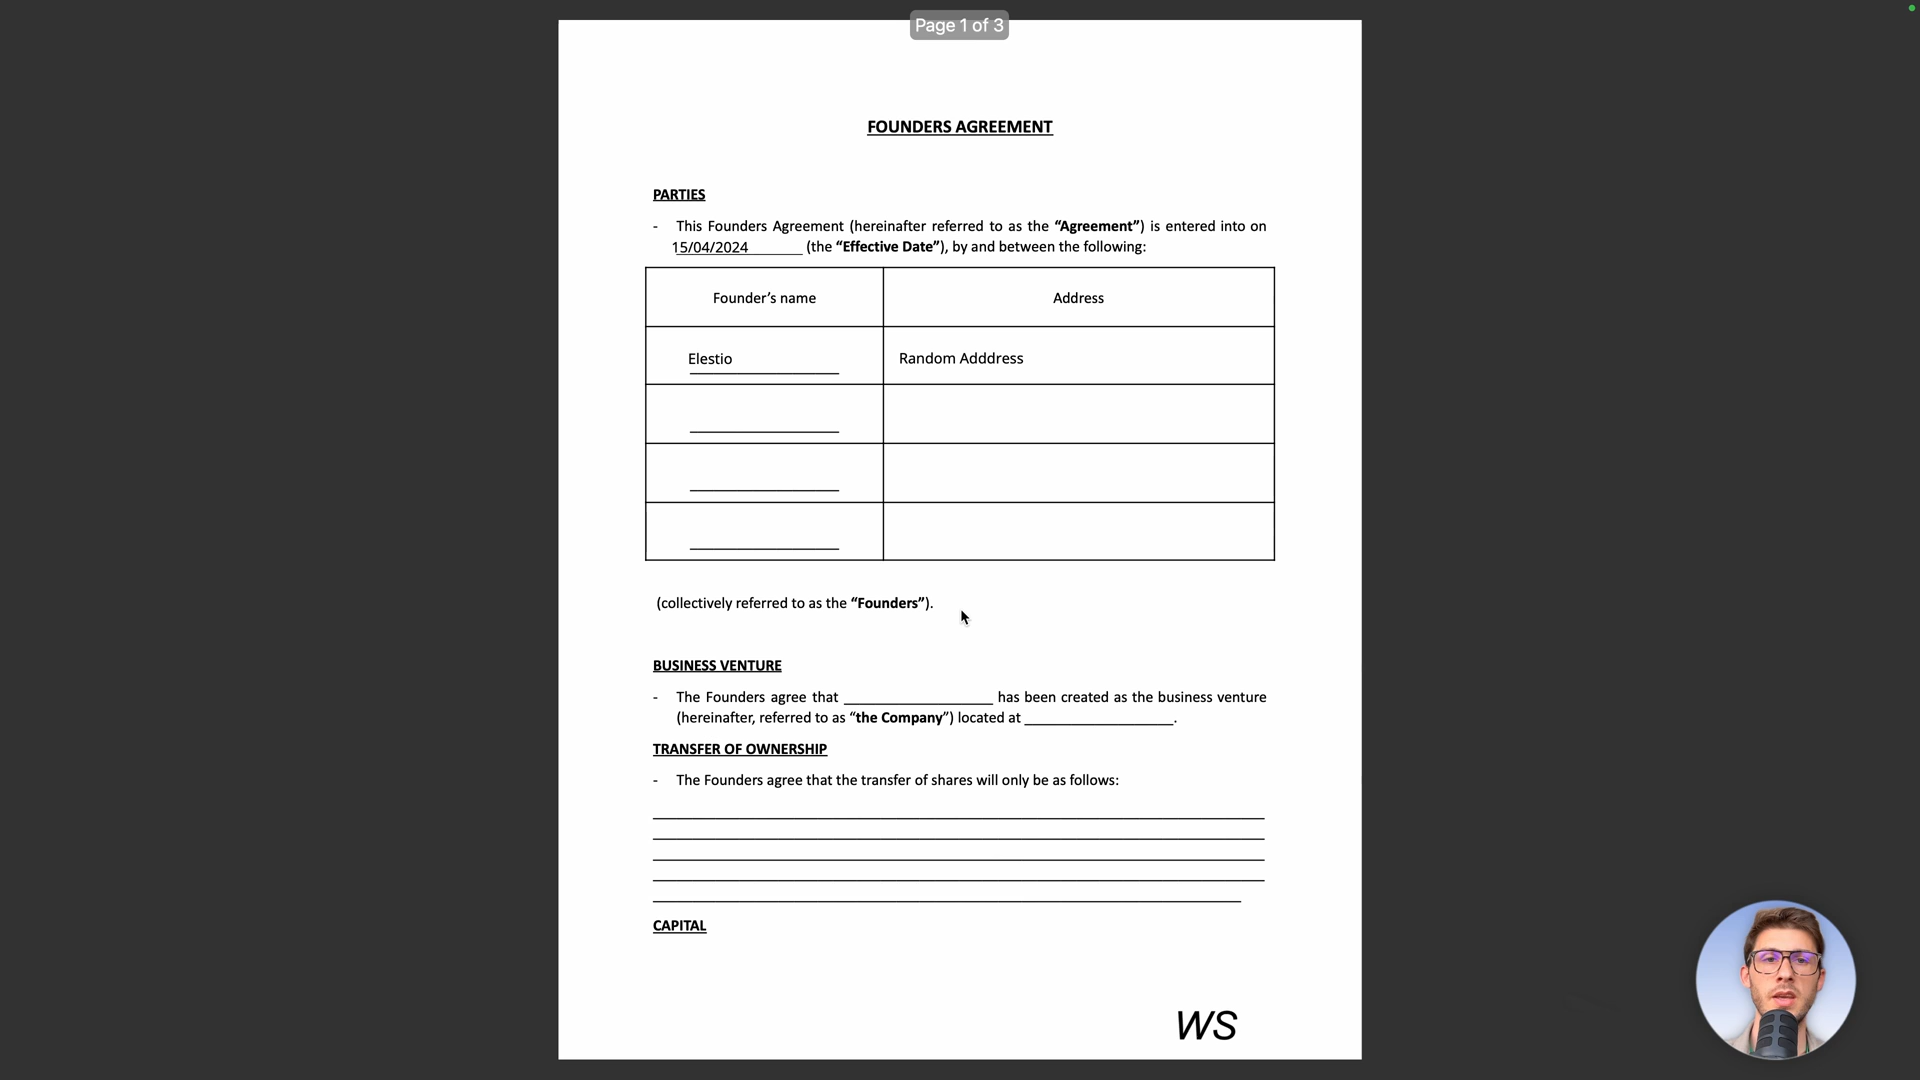 Page 1 of 3
FOUNDERS AGREEMENT
PARTIES
- This Founders Agreement (hereinafter referred to as the “Agreement”) is entered into on
15/04/2024 (the “Effective Date”), by and between the following:
Founder’s name Address
Elestio Random Adddress
(collectively referred to as the “Founders”).
BUSINESS VENTURE
- The Founders agree that ___________________ has been created as the business venture
(hereinafter, referred to as “the Company”) located at ___________________.
TRANSFER OF OWNERSHIP
- The Founders agree that the transfer of shares will only be as follows:
CAPITAL
WS